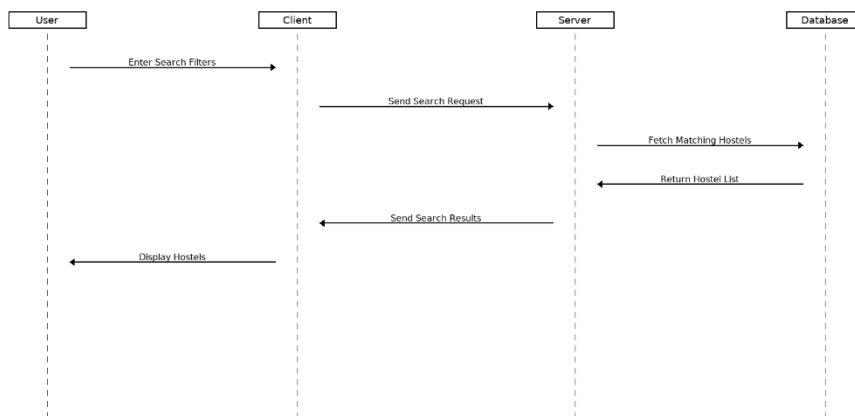 User
Client
Server
Database
Enter Search Filters
Send Search Request
Fetch Matching Hostels
Return Hostel List
Send Search Results
Display Hostels